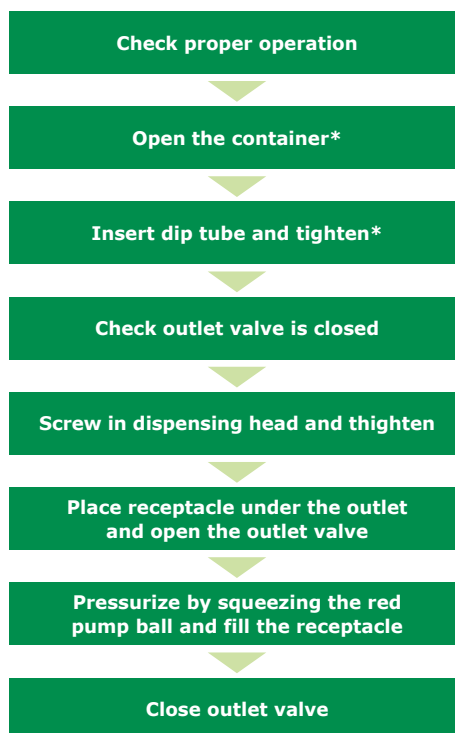 Check proper operation
Open the container*
Insert dip tube and tighten*
Check outlet valve is closed
Screw in dispensing head and thighten
Place receptacle under the outlet
and open the outlet valve
Pressurize by squeezing the red
pump ball and fill the receptacle
Close outlet valve